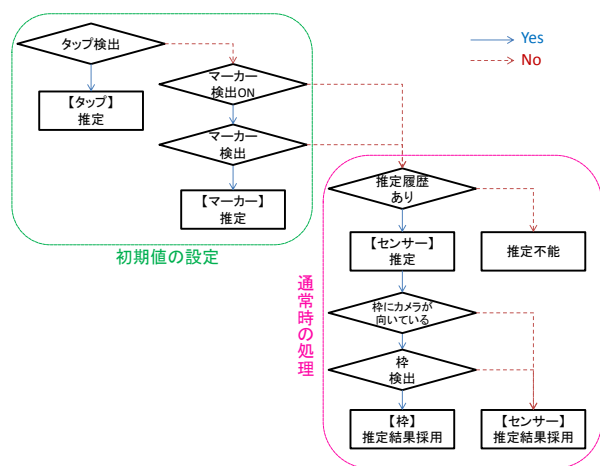 タップ検出
Yes
No
【タップ】
推定
マーカー
検出ON
マーカー
検出
【マーカー】
推定
初期値の設定
推定履歴
あり
【センサー】
推定
推定不能
枠にカメラが
向いている
枠
検出
【枠】
推定結果採用
【センサー】
推定結果採用
通常時の処理